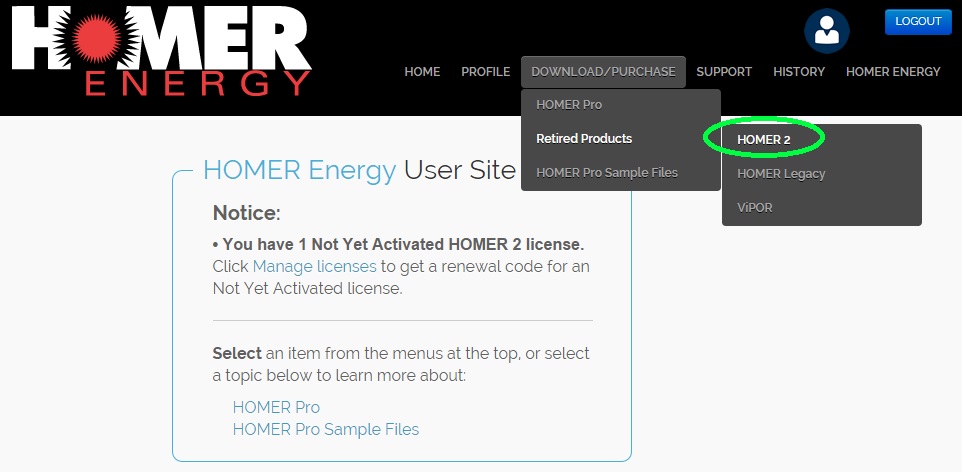 HOMER
ENERGY
LOGOUT
HOME PROFILE DOWNLOAD/PURCHASE SUPPORT HISTORY HOMER ENERGY
HOMER Pro
Retired Products
HOMER Pro Sample Files
HOMER 2
HOMER Legacy
ViPOR
HOMER Energy User Site
Notice:
• You have 1 Not Yet Activated HOMER 2 license.
Click Manage licenses to get a renewal code for an
Not Yet Activated license.
Select an item from the menus at the top, or select
a topic below to learn more about:
HOMER Pro
HOMER Pro Sample Files